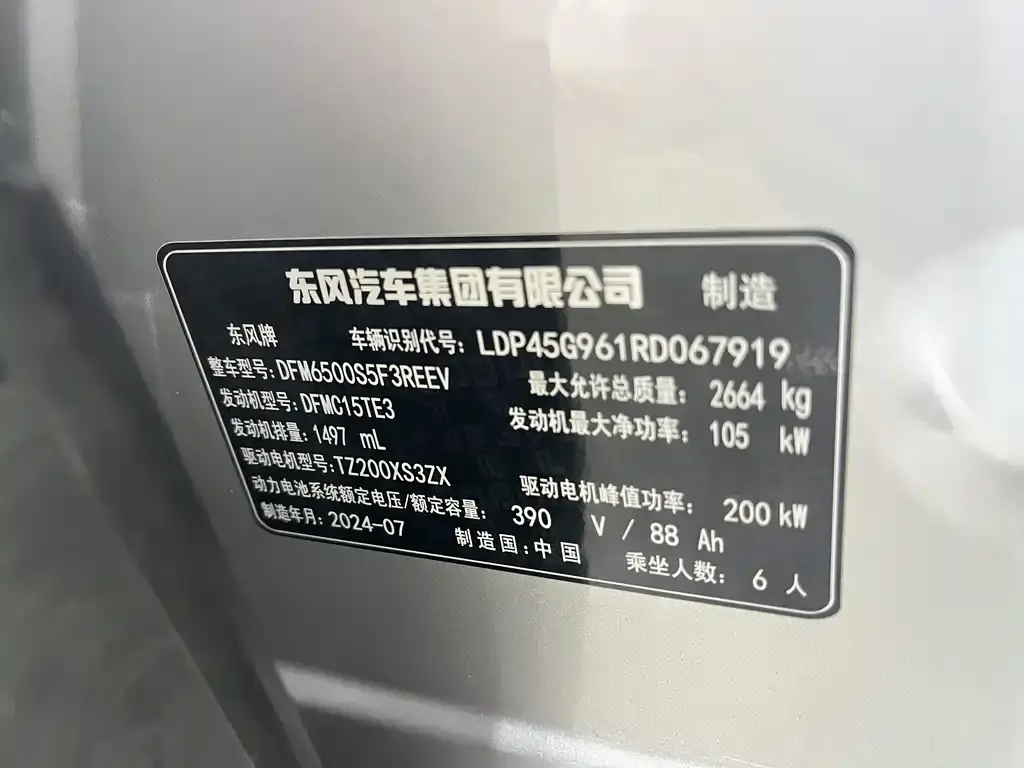 东风汽车集团有限公司 制造
东风牌 车辆识别代号: LDP45G961RD067919
整车型号: DFM6500S5F3REEV 最大允许总质量: 2664 kg
发动机型号: DFMC15TE3 发动机最大净功率: 105 kW
发动机排量: 1497 mL
驱动电机型号: TZ200XS3ZX 驱动电机峰值功率: 200 kW
动力电池系统额定电压/额定容量: 390 V / 88 Ah
制造年月: 2024-07 制造国: 中国 乘坐人数: 6 人